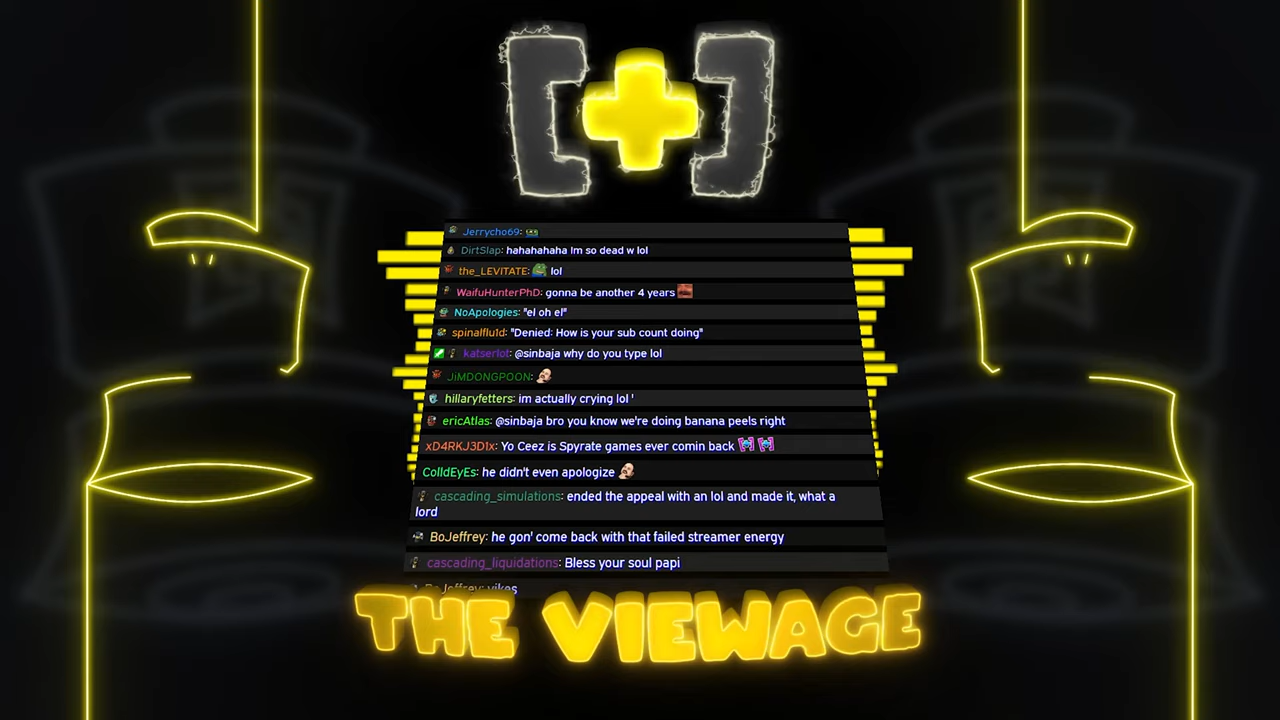 [+]
Jerrycho69:
DirtSlap: hahahahaha Im so dead w lol
the_LEVITATE: lol
WaifuHunterPhD: gonna be another 4 years
NoApologies: "el oh el"
spinalflu1d: "Denied: How is your sub count doing"
katserlot: @sinbaja why do you type lol
JiMDONGPOON:
hillaryfetters: im actually crying lol '
ericAtlas: @sinbaja bro you know we're doing banana peels right
xD4RKJ3D1x: Yo Ceez is Spyrate games ever comin back
ColldEyEs: he didn't even apologize
cascading_simulations: ended the appeal with an lol and made it, what a
lord
BoJeffrey: he gon' come back with that failed streamer energy
cascading_liquidations: Bless your soul papi
BoJeffrey: yikes
THE VIEWAGE